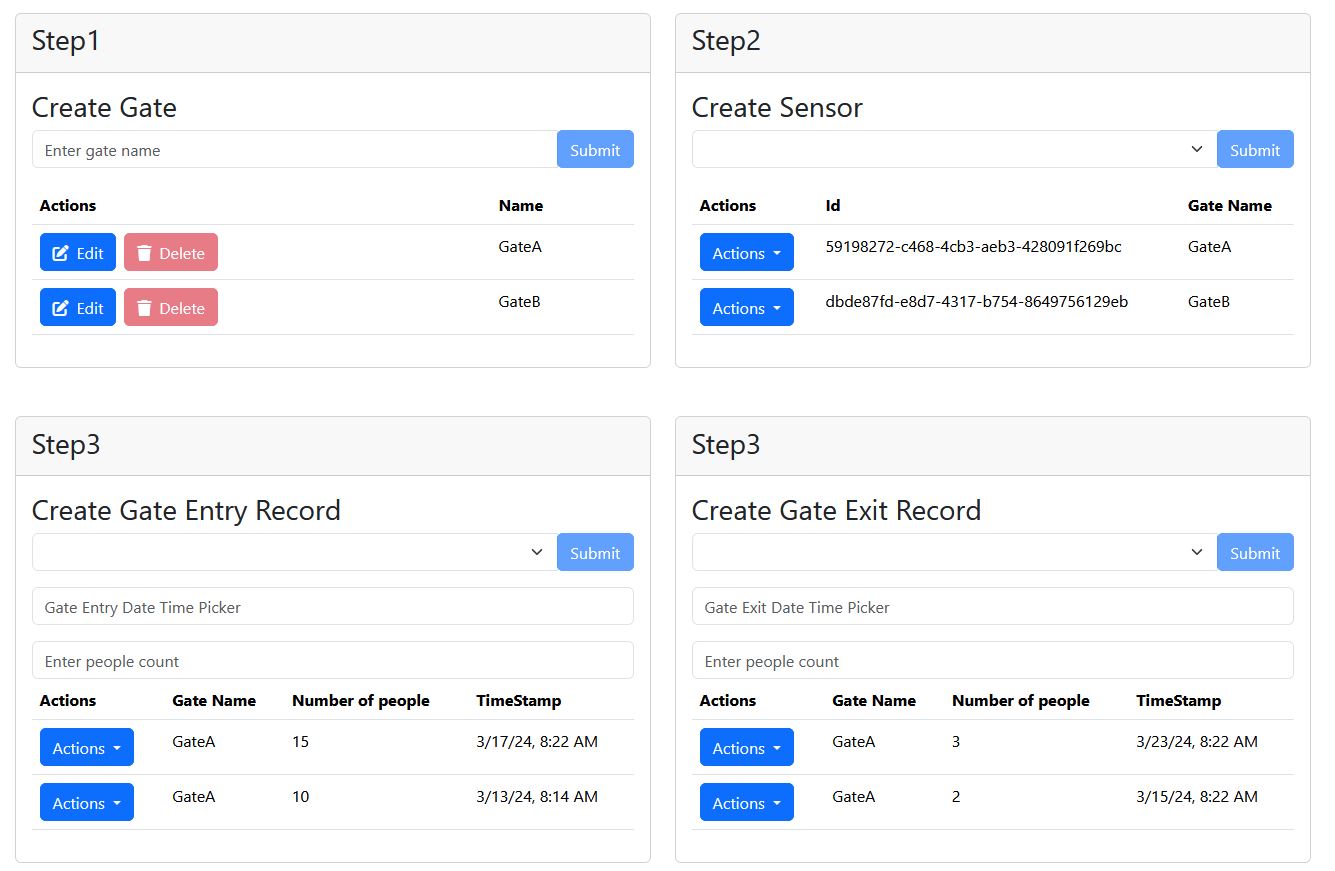 Step1
Create Gate
Enter gate name Submit
Actions Name
Edit Delete GateA
Edit Delete GateB
Step2
Create Sensor
Submit
Actions Id Gate Name
Actions 59198272-c468-4cb3-aeb3-428091f269bc GateA
Actions dbde87fd-e8d7-4317-b754-8649756129eb GateB
Step3
Create Gate Entry Record
Submit
Gate Entry Date Time Picker
Enter people count
Actions Gate Name Number of people TimeStamp
Actions GateA 15 3/17/24, 8:22 AM
Actions GateA 10 3/13/24, 8:14 AM
Step3
Create Gate Exit Record
Submit
Gate Exit Date Time Picker
Enter people count
Actions Gate Name Number of people TimeStamp
Actions GateA 3 3/23/24, 8:22 AM
Actions GateA 2 3/15/24, 8:22 AM